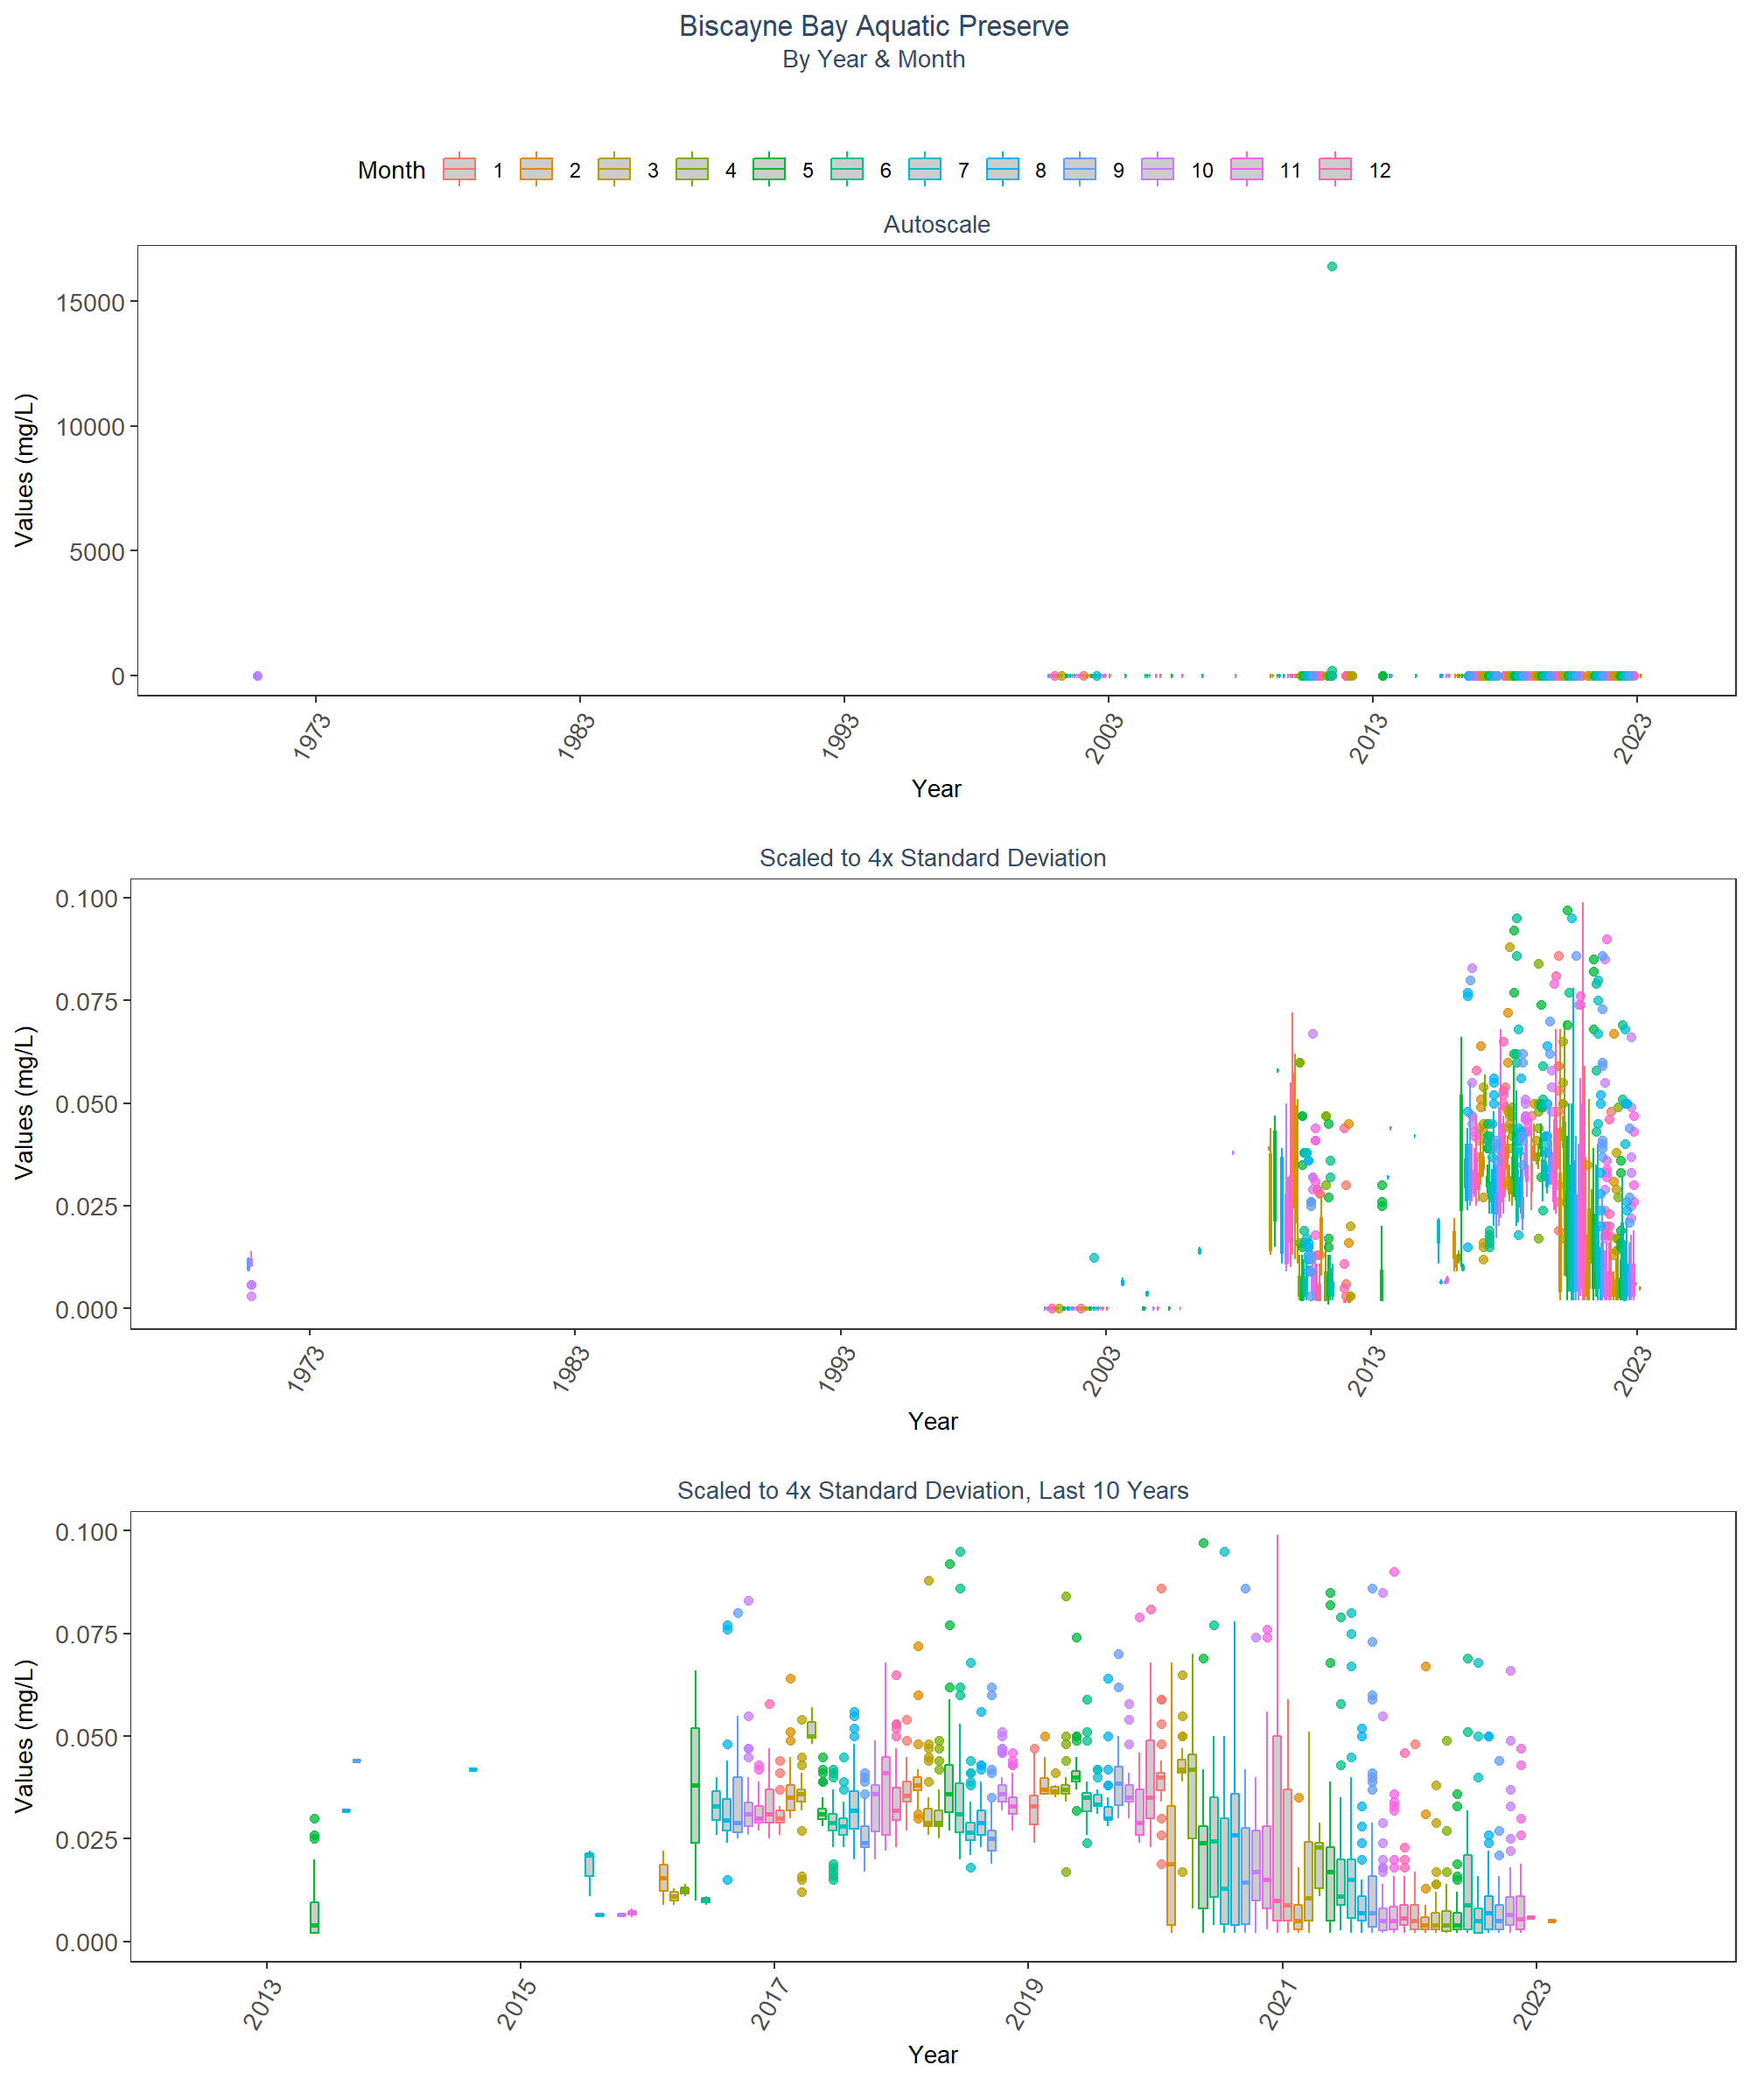 Biscayne Bay Aquatic Preserve
By Year & Month
Month 1 2 3 4 5 6 7 8 9 10 11 12
Autoscale
Values (mg/L)
15000
10000
5000
0
1973 1983 1993 2003 2013 2023
Year
Scaled to 4x Standard Deviation
Values (mg/L)
0.100
0.075
0.050
0.025
0.000
1973 1983 1993 2003 2013 2023
Year
Scaled to 4x Standard Deviation, Last 10 Years
Values (mg/L)
0.100
0.075
0.050
0.025
0.000
2013 2015 2017 2019 2021 2023
Year